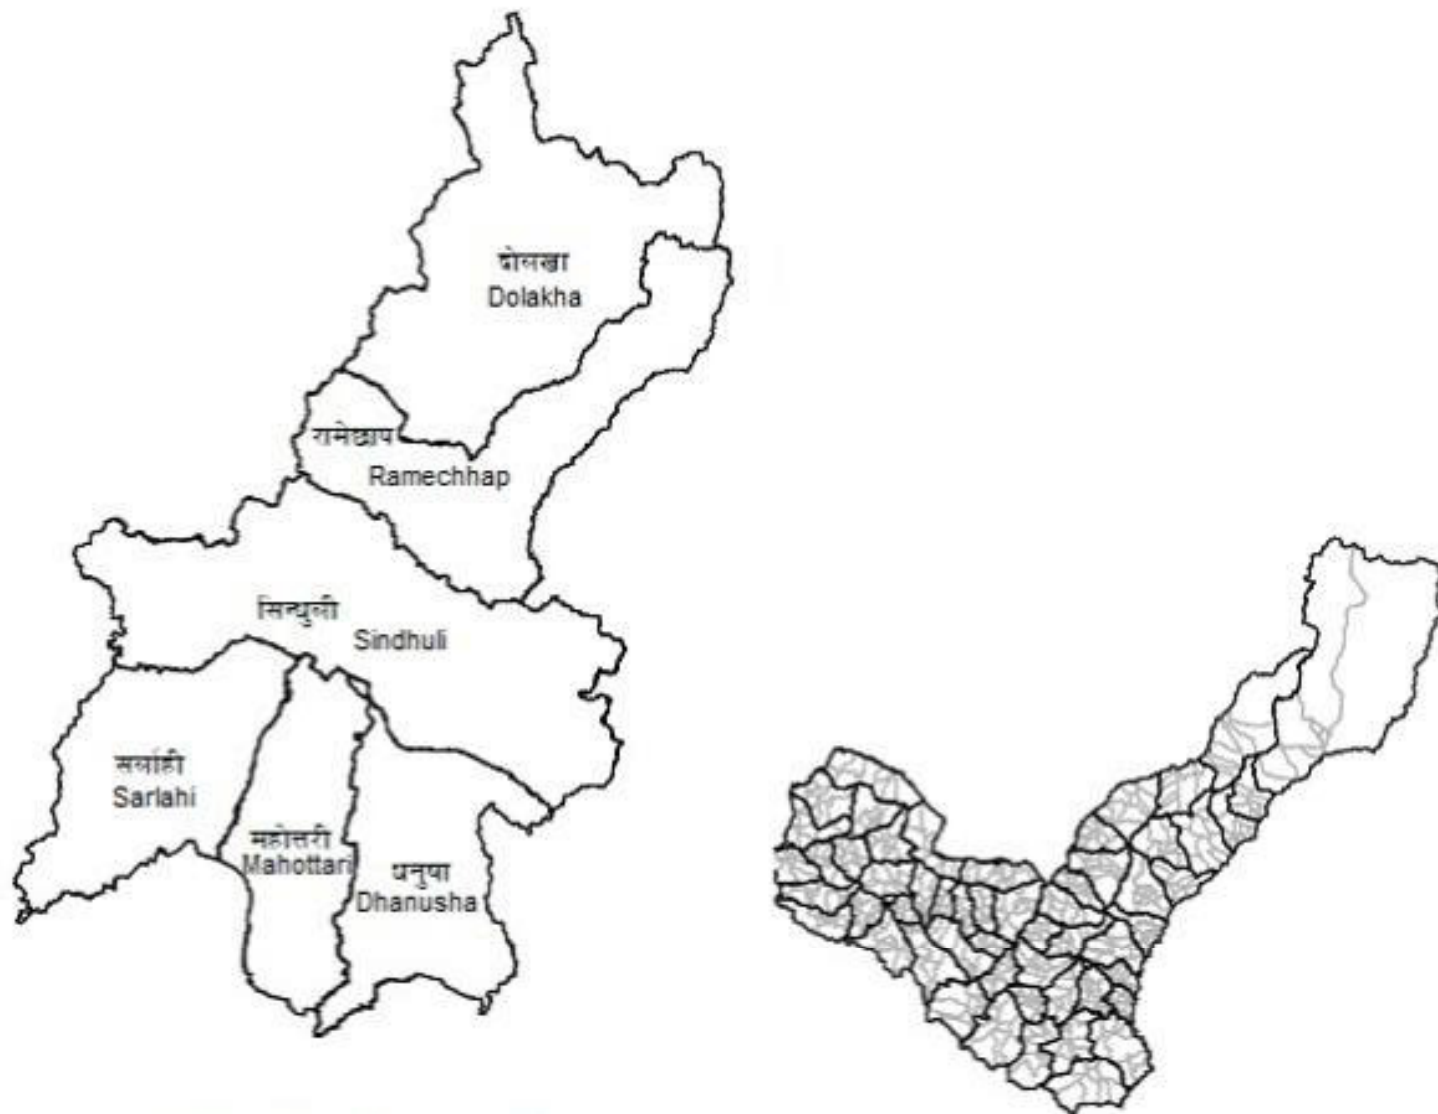 दोलखा
Dolakha
रामेछाप
Ramechhap
सिन्धुली
Sindhuli
सर्लाही
Sarlahi
महोत्तरी
Mahottari
धनुषा
Dhanusha